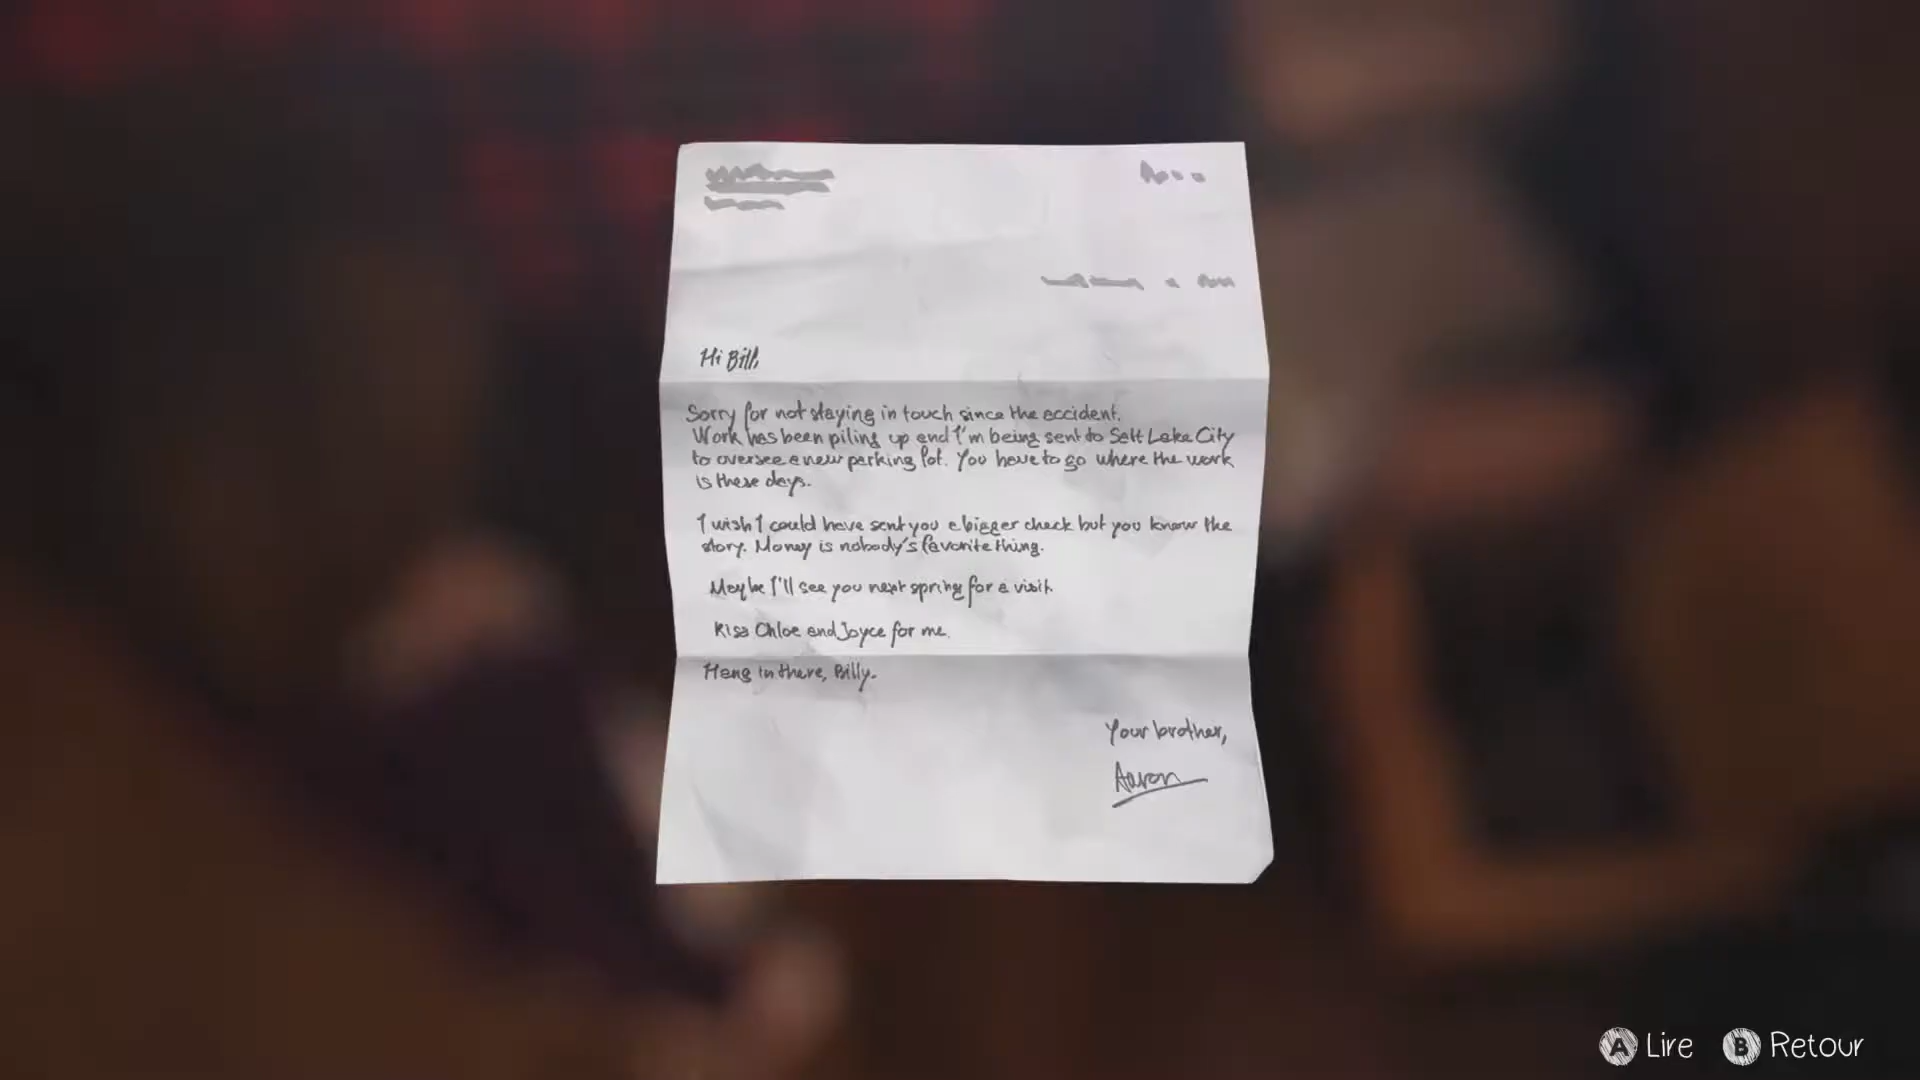 Hi Bill,
Sorry for not staying in touch since the accident.
Work has been piling up and I'm being sent to Salt Lake City
to oversee a new parking lot. You have to go where the work
is these days.
I wish I could have sent you a bigger check but you know the
story. Money is nobody's favorite thing.
Maybe I'll see you next spring for a visit.
Kiss Chloe and Joyce for me.
Hang in there, Billy.
Your brother,
Aaron
A Lire B Retour